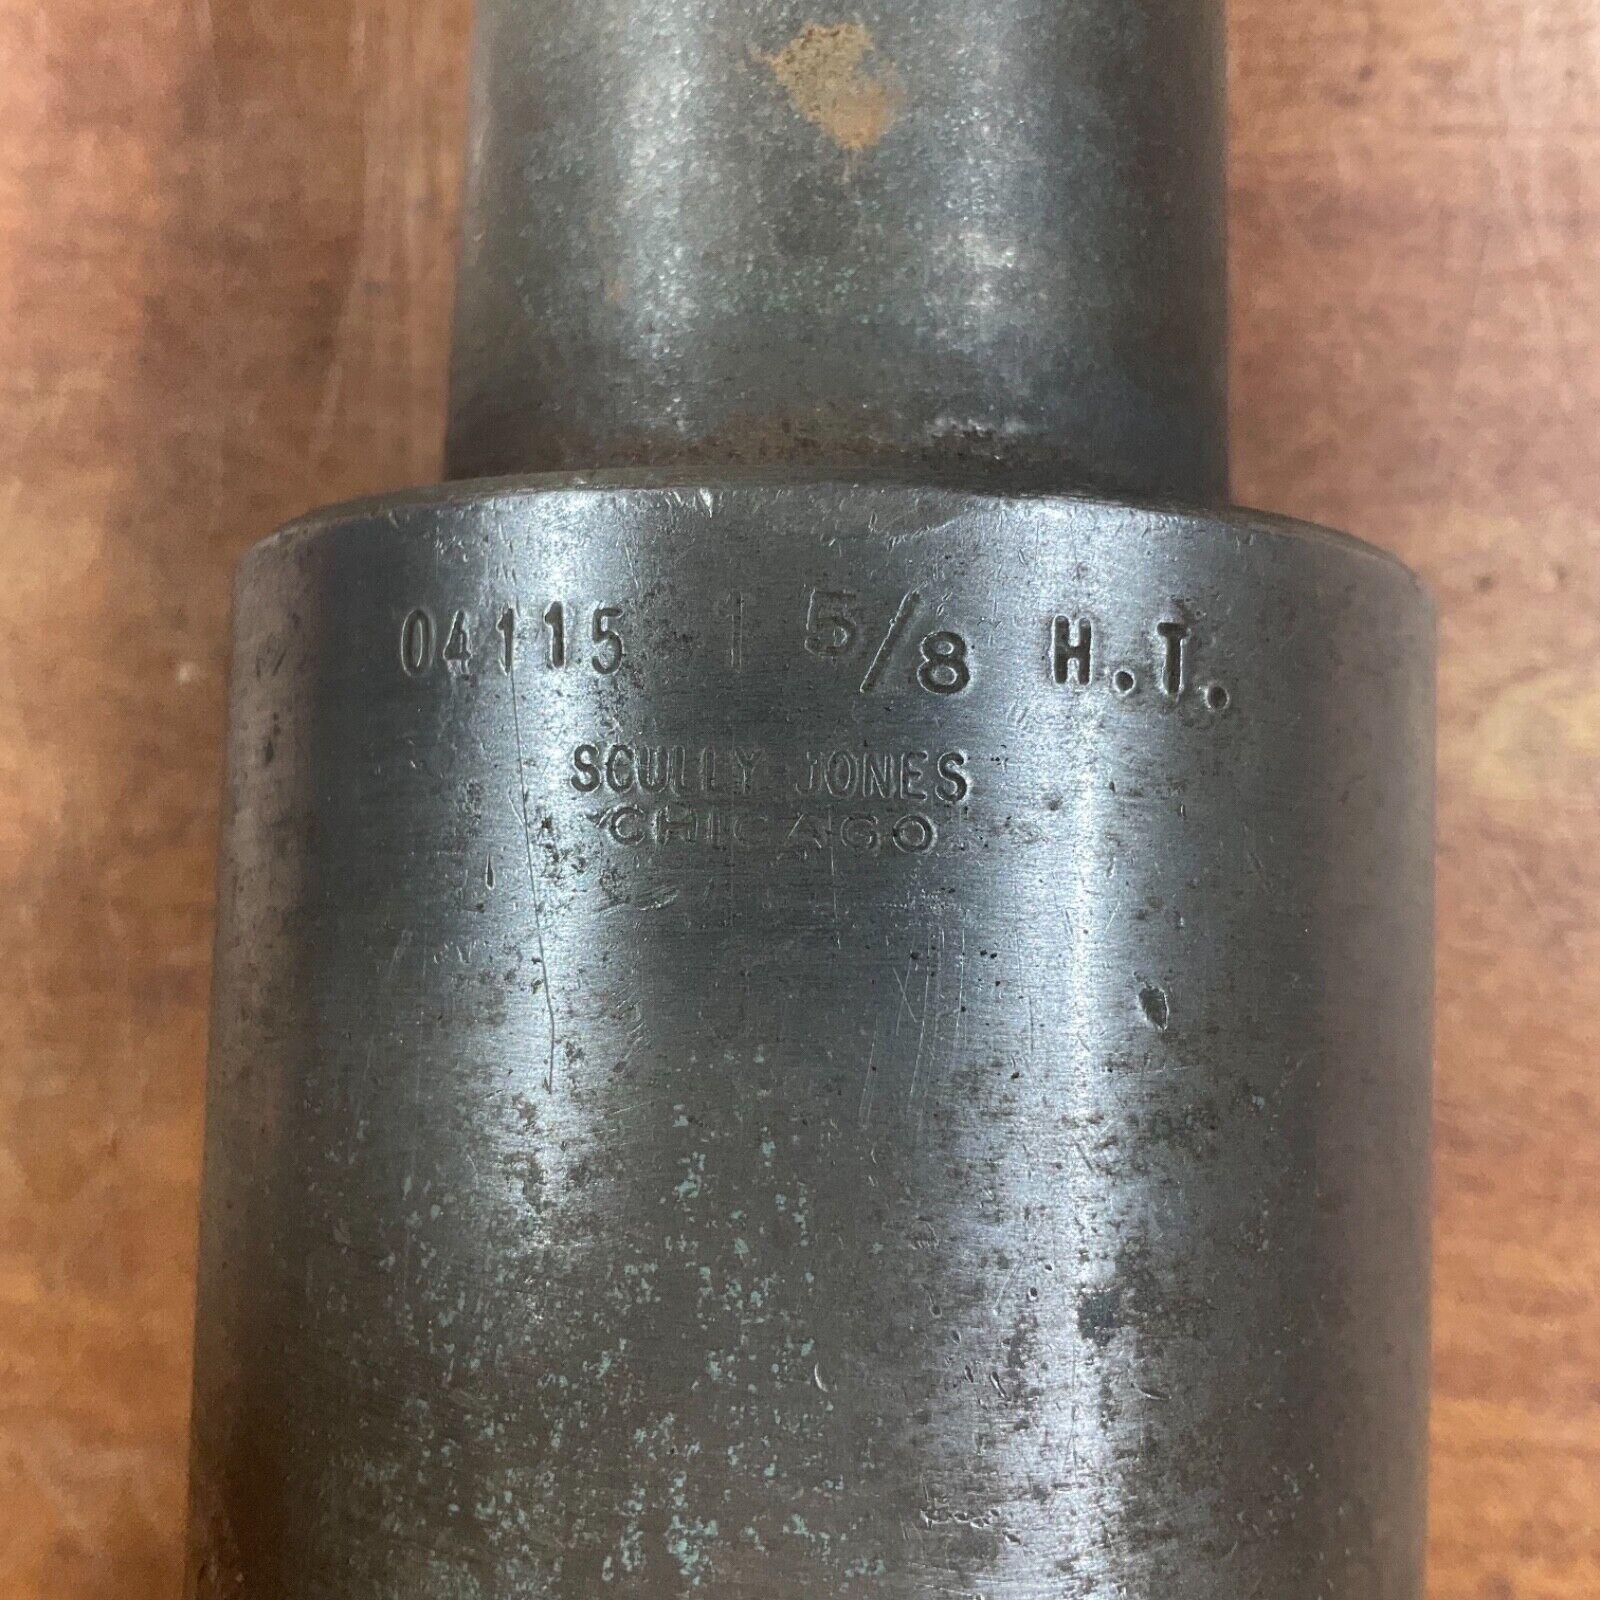 04115 1 5/8 H.T.
SCULLY JONES
CHICAGO